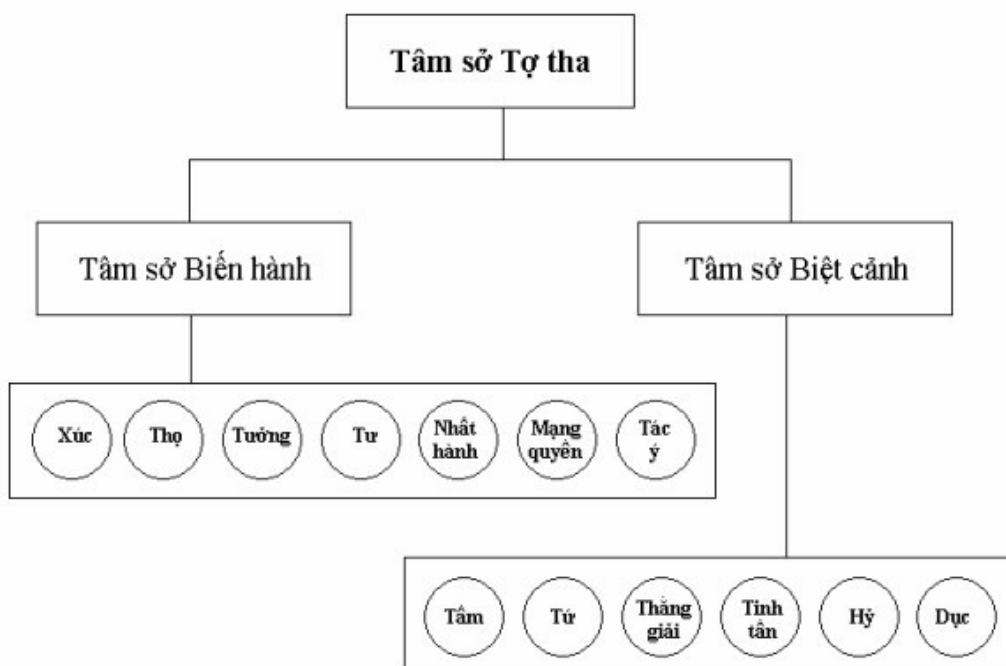 Tâm sở Tợ tha
Tâm sở Biến hành
Tâm sở Biệt cảnh
Xúc
Thọ
Tưởng
Tư
Nhất
hành
Mạng
quyền
Tác
ý
Tầm
Tứ
Thắng
giải
Tinh
tấn
Hỷ
Dục